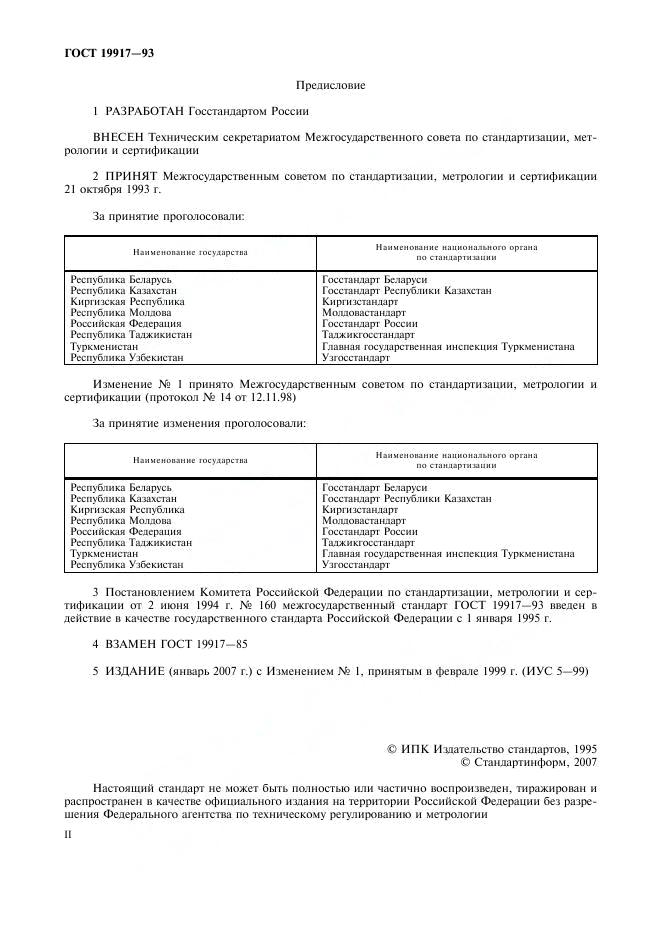 ГОСТ 19917—93
Предисловие
1 РАЗРАБОТАН Госстандартом России
ВНЕСЕН Техническим секретариатом Межгосударственного совета по стандартизации, мет-
рологии и сертификации
2 ПРИНЯТ Межгосударственным советом по стандартизации, метрологии и сертификации
21 октября 1993 г.
За принятие проголосовали:
Наименование государства
Наименование национального органа
по стандартизации
Республика Беларусь Госстандарт Беларуси
Республика Казахстан Госстандарт Республики Казахстан
Киргизская Республика Киргизстандарт
Республика Молдова Молдовастандарт
Российская Федерация Госстандарт России
Республика Таджикистан Таджикгосстандарт
Туркменистан Главная государственная инспекция Туркменистана
Республика Узбекистан Узгосстандарт
Изменение № 1 принято Межгосударственным советом по стандартизации, метрологии и
сертификации (протокол № 14 от 12.11.98)
За принятие изменения проголосовали:
Наименование государства
Наименование национального органа
по стандартизации
Республика Беларусь Госстандарт Беларуси
Республика Казахстан Госстандарт Республики Казахстан
Киргизская Республика Киргизстандарт
Республика Молдова Молдовастандарт
Российская Федерация Госстандарт России
Республика Таджикистан Таджикгосстандарт
Туркменистан Главная государственная инспекция Туркменистана
Республика Узбекистан Узгосстандарт
3 Постановлением Комитета Российской Федерации по стандартизации, метрологии и сер-
тификации от 2 июня 1994 г. № 160 межгосударственный стандарт ГОСТ 19917—93 введен в
действие в качестве государственного стандарта Российской Федерации с 1 января 1995 г.
4 ВЗАМЕН ГОСТ 19917—85
5 ИЗДАНИЕ (январь 2007 г.) с Изменением № 1, принятым в феврале 1999 г. (ИУС 5—99)
© ИПК Издательство стандартов, 1995
© Стандартинформ, 2007
Настоящий стандарт не может быть полностью или частично воспроизведен, тиражирован и
распространен в качестве официального издания на территории Российской Федерации без разре-
шения Федерального агентства по техническому регулированию и метрологии
II